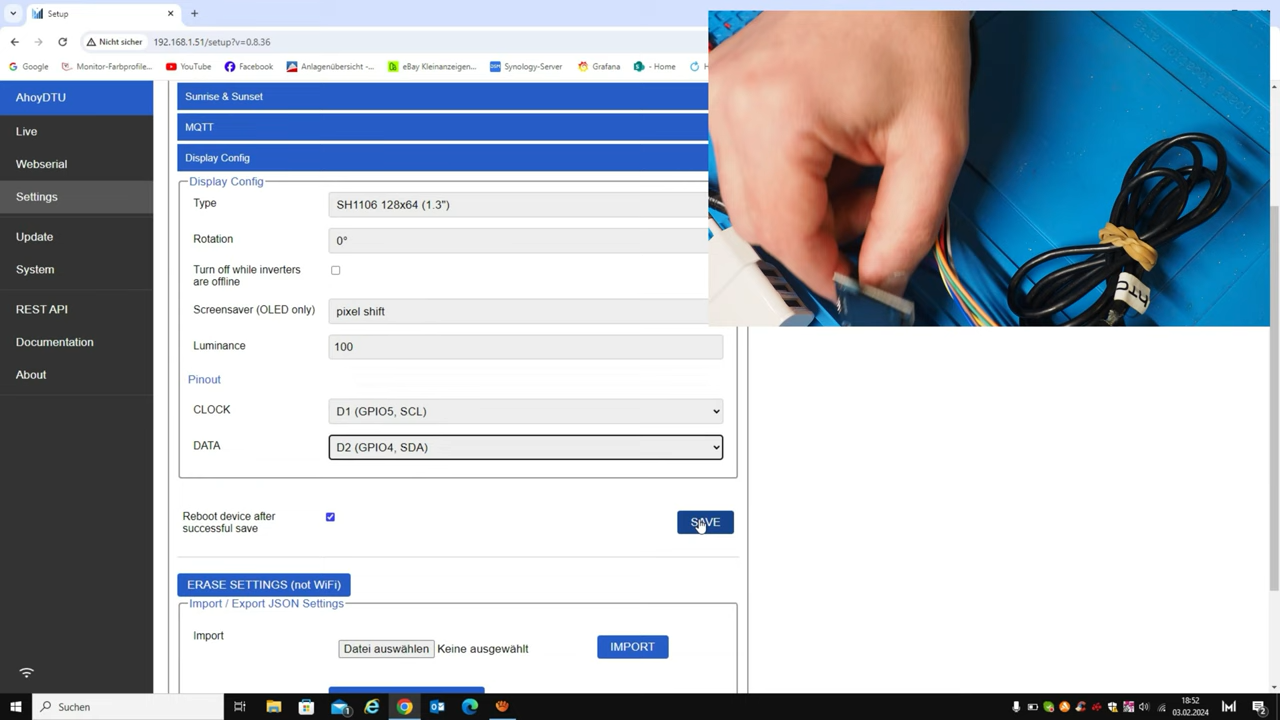 Setup
Nicht sicher
192.168.1.51/setup?v=0.8.36
Google
Monitor-Farbprofile...
YouTube
Facebook
Anlagenübersicht -...
eBay Kleinanzeigen...
Synology-Server
Grafana
- Home
AhoyDTU
Live
Webserial
Settings
Update
System
REST API
Documentation
About
Sunrise & Sunset
MQTT
Display Config
Display Config
Type
SH1106 128x64 (1.3")
Rotation
0°
Turn off while inverters
are offline
Screensaver (OLED only)
pixel shift
Luminance
100
Pinout
CLOCK
D1 (GPIO5, SCL)
DATA
D2 (GPIO4, SDA)
Reboot device after
successful save
SAVE
ERASE SETTINGS (not WiFi)
Import / Export JSON Settings
Import
Datei auswählen Keine ausgewählt
IMPORT
hTC
Suchen
18:52
03.02.2024